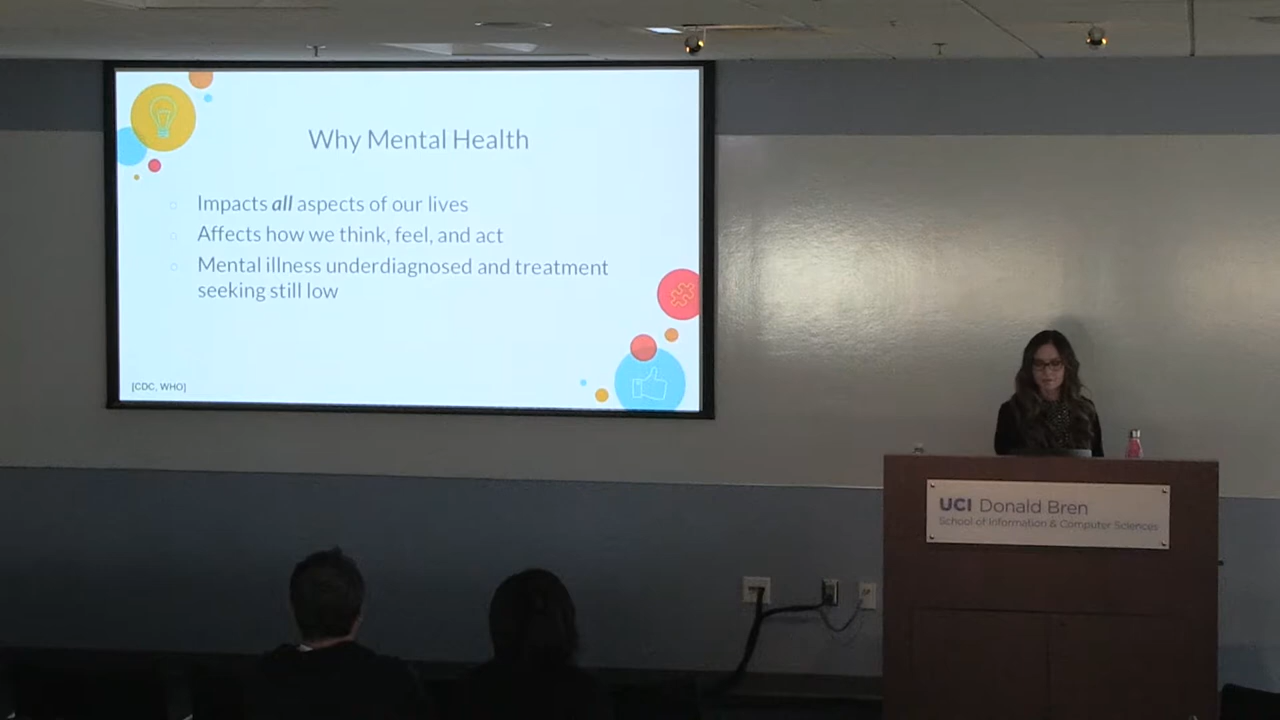 Why Mental Health
Impacts all aspects of our lives
Affects how we think, feel, and act
Mental illness underdiagnosed and treatment
seeking still low
[CDC, WHO]
UCI Donald Bren
School of Information & Computer Sciences